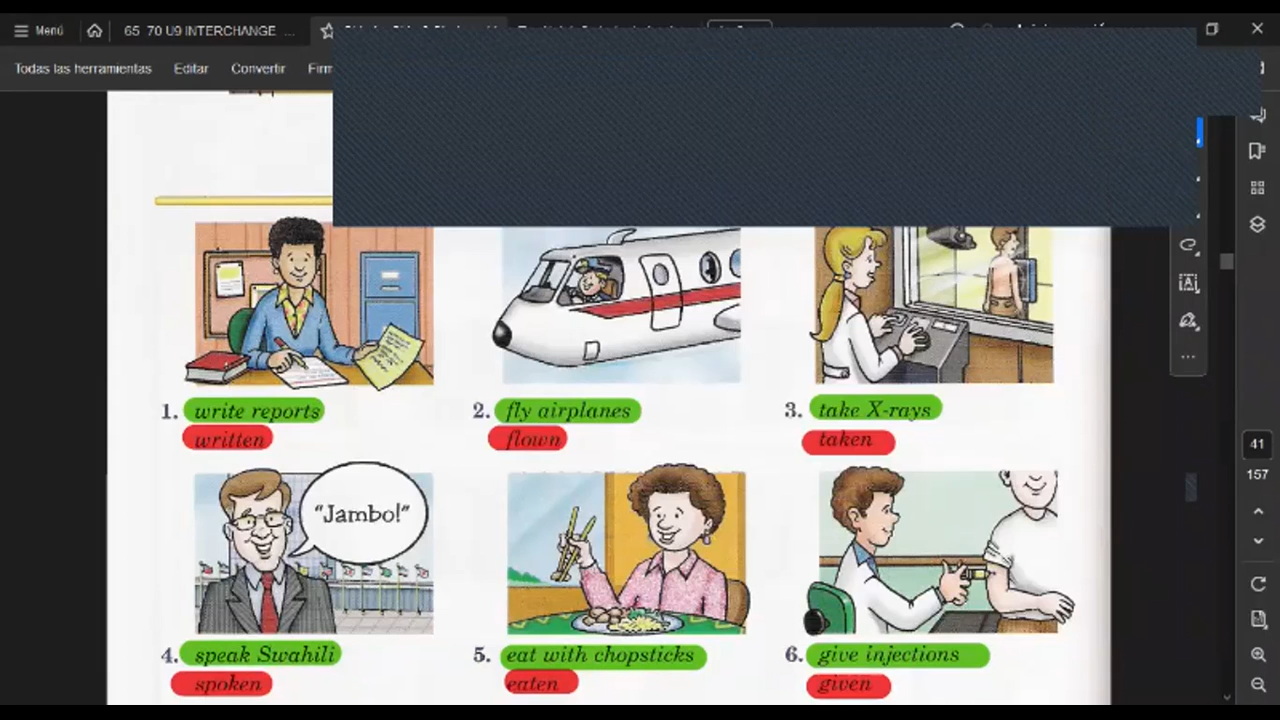 Menú
65 70 U9 INTERCHANGE ...
Todas las herramientas
Editar
Convertir
Firm
1. write reports
written
2. fly airplanes
flown
3. take X-rays
taken
"Jambo!"
4. speak Swahili
spoken
5. eat with chopsticks
eaten
6. give injections
given
41
157